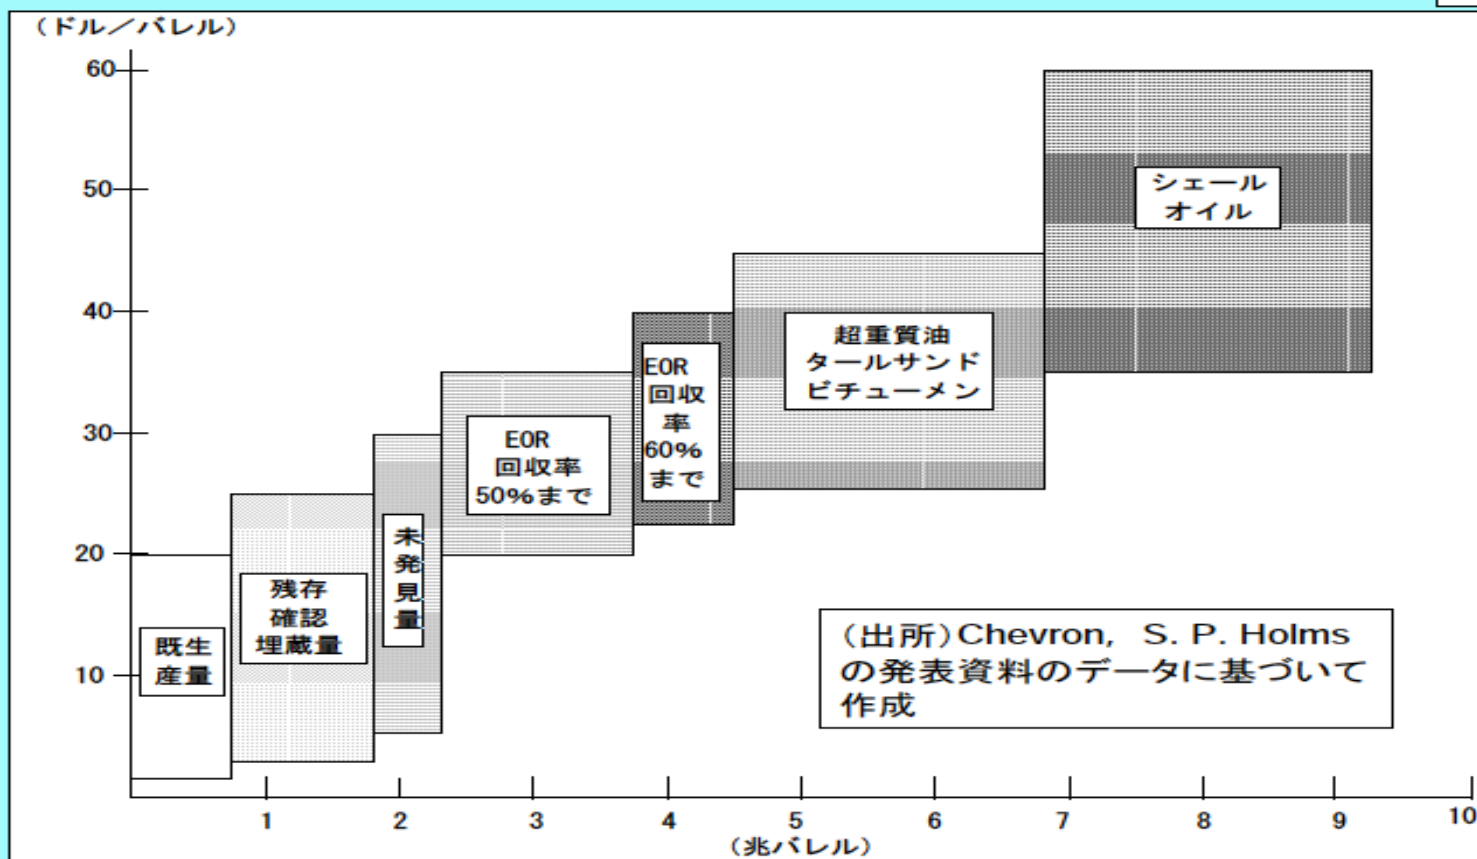 (ドル/バレル)
60
50
40
30
20
10
既生
産量
残存
確認
埋蔵量
未
発
見
量
EOR
回収率
50%まで
EOR
回収
率
60%
まで
超重質油
タールサンド
ビチューメン
シェール
オイル
(出所)Chevron, S. P. Holms
の発表資料のデータに基づいて
作成
1 2 3 4 5 6 7 8 9 10
(兆バレル)